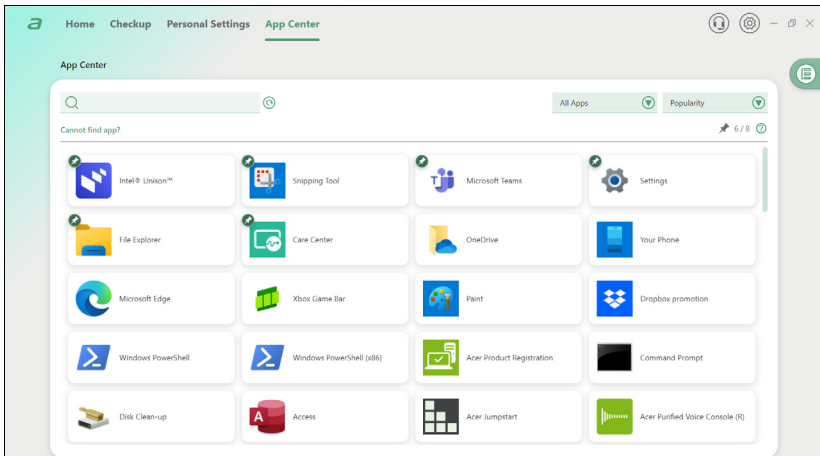 Home Checkup Personal Settings App Center
App Center
All Apps Popularity
Cannot find app? 6 / 8
Intel® Unison™ Snipping Tool Microsoft Teams Settings
File Explorer Care Center OneDrive Your Phone
Microsoft Edge Xbox Game Bar Paint Dropbox promotion
Windows PowerShell Windows PowerShell (x86) Acer Product Registration Command Prompt
Disk Clean-up Access Acer Jumpstart Acer Purified Voice Console (R)